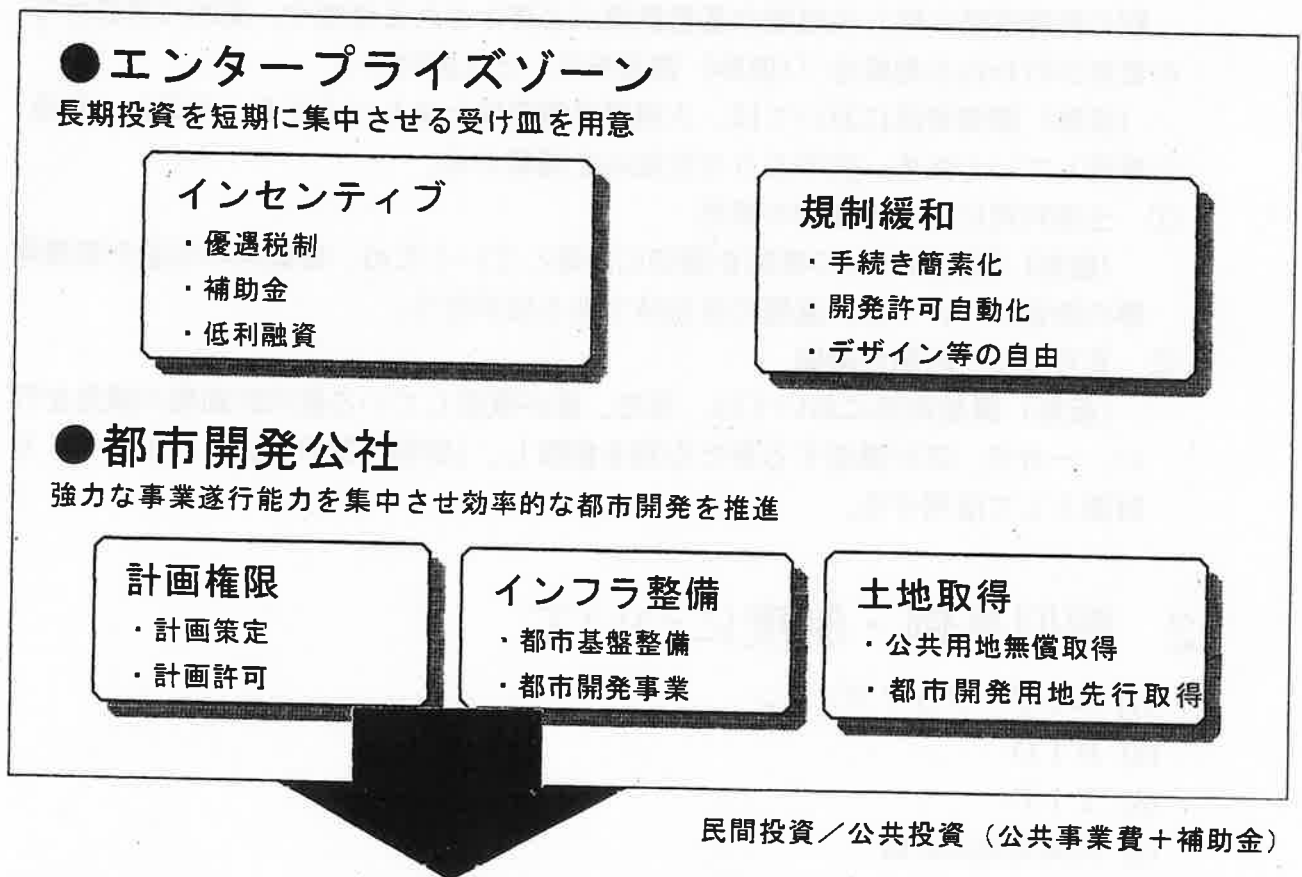 ●エンタープライズゾーン
長期投資を短期に集中させる受け皿を用意
インセンティブ
・優遇税制
・補助金
・低利融資
規制緩和
・手続き簡素化
・開発許可自動化
・デザイン等の自由
●都市開発公社
強力な事業遂行能力を集中させ効率的な都市開発を推進
計画権限
・計画策定
・計画許可
インフラ整備
・都市基盤整備
・都市開発事業
土地取得
・公共用地無償取得
・都市開発用地先行取得
民間投資／公共投資（公共事業費＋補助金）